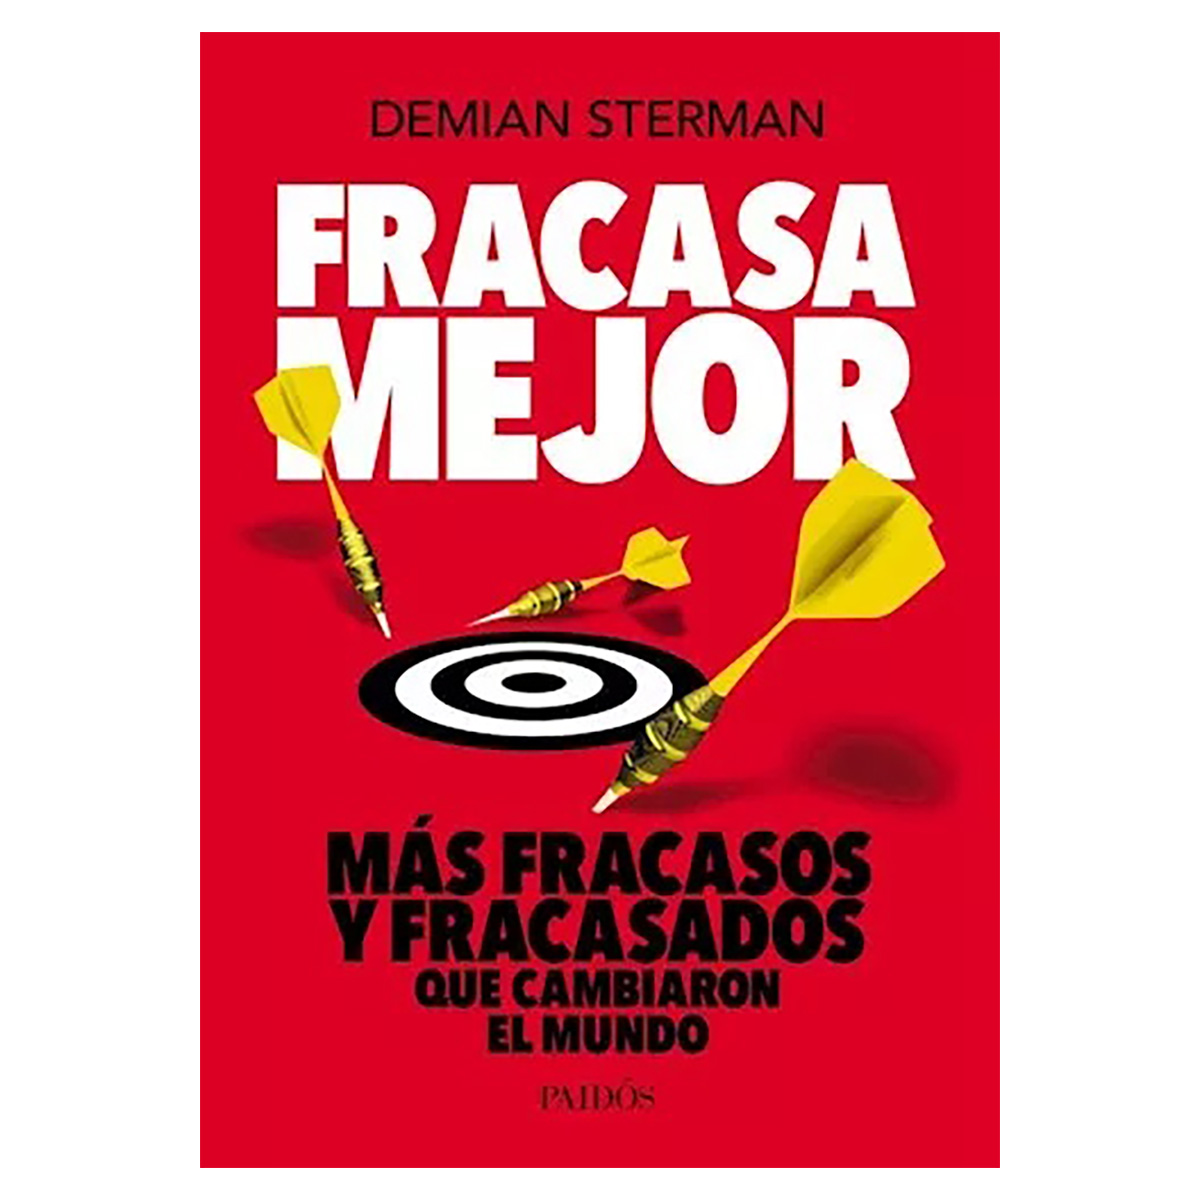 DEMIAN STERMAN
FRACASA
MEJOR
MÁS FRACASOS
Y FRACASADOS
QUE CAMBIARON
EL MUNDO
PAIDÓS